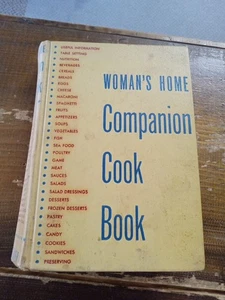 USEFUL INFORMATION
TABLE SETTING
NUTRITION
BEVERAGES
CEREALS
BREADS
EGGS
CHEESE
MACARONI
SPAGHETTI
FRUITS
APPETIZERS
SOUPS
VEGETABLES
FISH
SEA FOOD
POULTRY
GAME
MEAT
SAUCES
SALADS
SALAD DRESSINGS
DESSERTS
FROZEN DESSERTS
PASTRY
CAKES
CANDY
COOKIES
SANDWICHES
PRESERVING
WOMAN'S HOME
Companion
Cook
Book